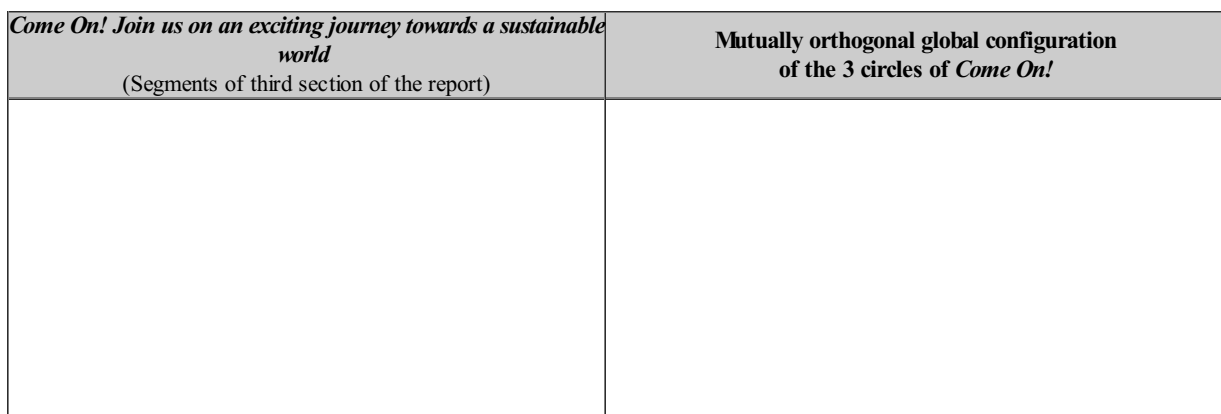 Come On! Join us on an exciting journey towards a sustainable
world
(Segments of third section of the report)
Mutually orthogonal global configuration
of the 3 circles of Come On!